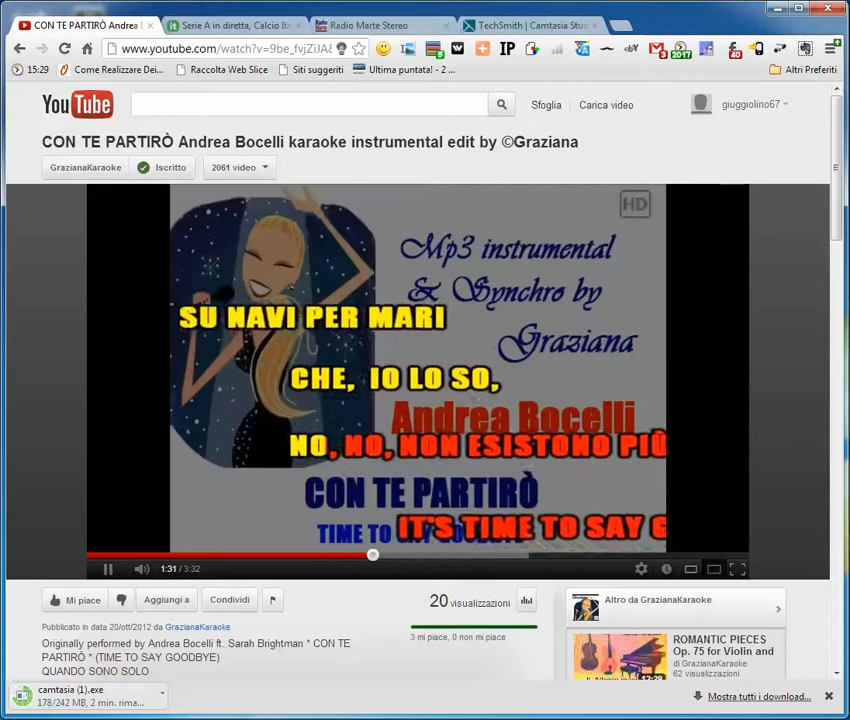 CON TE PARTIRÒ Andrea
Serie A in diretta, Calcio Ita
Radio Marte Stereo
TechSmith | Camtasia Stu
www.youtube.com/watch?v=9be_fvjZiJA
15:29
Come Realizzare Dei...
Raccolta Web Slice
Siti suggeriti
Ultima puntata! - 2 ...
Altri Preferiti
YouTube
Sfoglia
Carica video
giuggiolino67
CON TE PARTIRÒ Andrea Bocelli karaoke instrumental edit by ©Graziana
GrazianaKaraoke
Iscritto
2061 video
HD
Mp3 instrumental
& Synchro by
Graziana
SU NAVI PER MARI
CHE, IO LO SO,
Andrea Bocelli
NO, NO, NON ESISTONO PIÙ
CON TE PARTIRÒ
TIME TO
IT'S TIME TO SAY G
1:31 / 3:32
Mi piace
Aggiungi a
Condividi
20 visualizzazioni
Pubblicato in data 20/ott/2012 da GrazianaKaraoke
3 mi piace, 0 non mi piace
Originally performed by Andrea Bocelli ft. Sarah Brightman * CON TE
PARTIRÒ * (TIME TO SAY GOODBYE)
QUANDO SONO SOLO
Altro da GrazianaKaraoke
ROMANTIC PIECES
Op. 75 for Violin and
di GrazianaKaraoke
62 visualizzazioni
camtasia (1).exe
178/242 MB, 2 min. rima...
Mostra tutti i download...